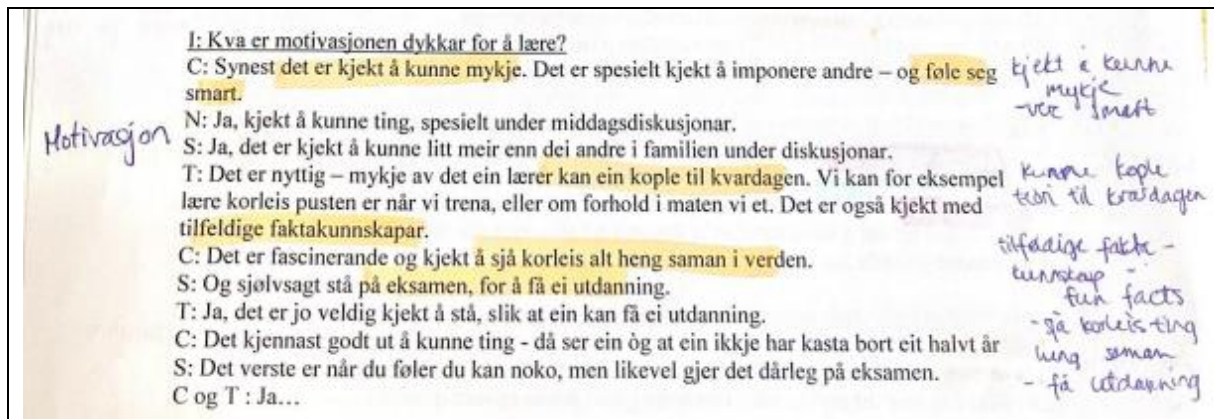 I: Kva er motivasjonen dykkar for å lære?
C: Synest det er kjekt å kunne mykje. Det er spesielt kjekt å imponere andre – og føle seg
smart.
N: Ja, kjekt å kunne ting, spesielt under middagsdiskusjonar.
S: Ja, det er kjekt å kunne litt meir enn dei andre i familien under diskusjonar.
T: Det er nyttig – mykje av det ein lærer kan ein kople til kvardagen. Vi kan for eksempel
lære korleis pusten er når vi trena, eller om forhold i maten vi et. Det er også kjekt med
tilfeldige faktakunnskapar.
C: Det er fascinerande og kjekt å sjå korleis alt heng saman i verden.
S: Og sjølvsagt stå på eksamen, for å få ei utdanning.
T: Ja, det er jo veldig kjekt å stå, slik at ein kan få ei utdanning.
C: Det kjennast godt ut å kunne ting - då ser ein òg at ein ikkje har kasta bort eit halvt år
S: Det verste er når du føler du kan noko, men likevel gjer det dårleg på eksamen.
C og T : Ja…
Motivasjon
kjekt å kunne
mykje
- smart
kunne kople
teori til kvardagen
tilfeldige fakta -
kunnskap -
fun facts
- sjå korleis ting
heng saman
- få utdanning